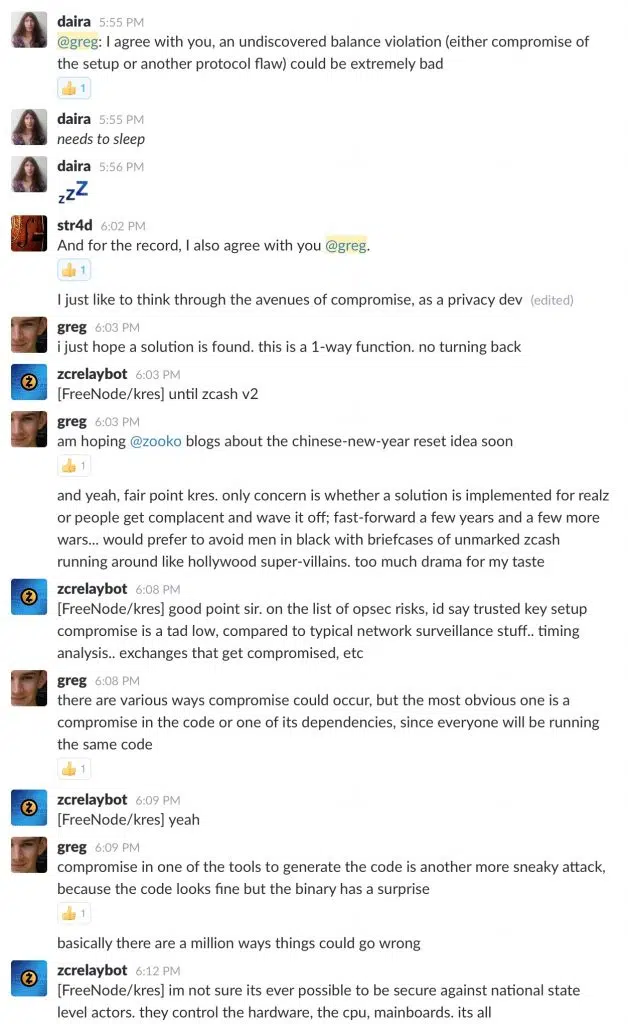 daira 5:55 PM
@greg: I agree with you, an undiscovered balance violation (either compromise of
the setup or another protocol flaw) could be extremely bad
👍 1
daira 5:55 PM
needs to sleep
daira 5:56 PM
zzZ
str4d 6:02 PM
And for the record, I also agree with you @greg.
👍 1
I just like to think through the avenues of compromise, as a privacy dev (edited)
greg 6:03 PM
i just hope a solution is found. this is a 1-way function. no turning back
zcrelaybot 6:03 PM
[FreeNode/kres] until zcash v2
greg 6:03 PM
am hoping @zooko blogs about the chinese-new-year reset idea soon
👍 1
and yeah, fair point kres. only concern is whether a solution is implemented for realz
or people get complacent and wave it off; fast-forward a few years and a few more
wars... would prefer to avoid men in black with briefcases of unmarked zcash
running around like hollywood super-villains. too much drama for my taste
zcrelaybot 6:08 PM
[FreeNode/kres] good point sir. on the list of opsec risks, id say trusted key setup
compromise is a tad low, compared to typical network surveillance stuff.. timing
analysis.. exchanges that get compromised, etc
greg 6:08 PM
there are various ways compromise could occur, but the most obvious one is a
compromise in the code or one of its dependencies, since everyone will be running
the same code
👍 1
zcrelaybot 6:09 PM
[FreeNode/kres] yeah
greg 6:09 PM
compromise in one of the tools to generate the code is another more sneaky attack,
because the code looks fine but the binary has a surprise
👍 1
basically there are a million ways things could go wrong
zcrelaybot 6:12 PM
[FreeNode/kres] im not sure its ever possible to be secure against national state
level actors. they control the hardware, the cpu, mainboards. its all